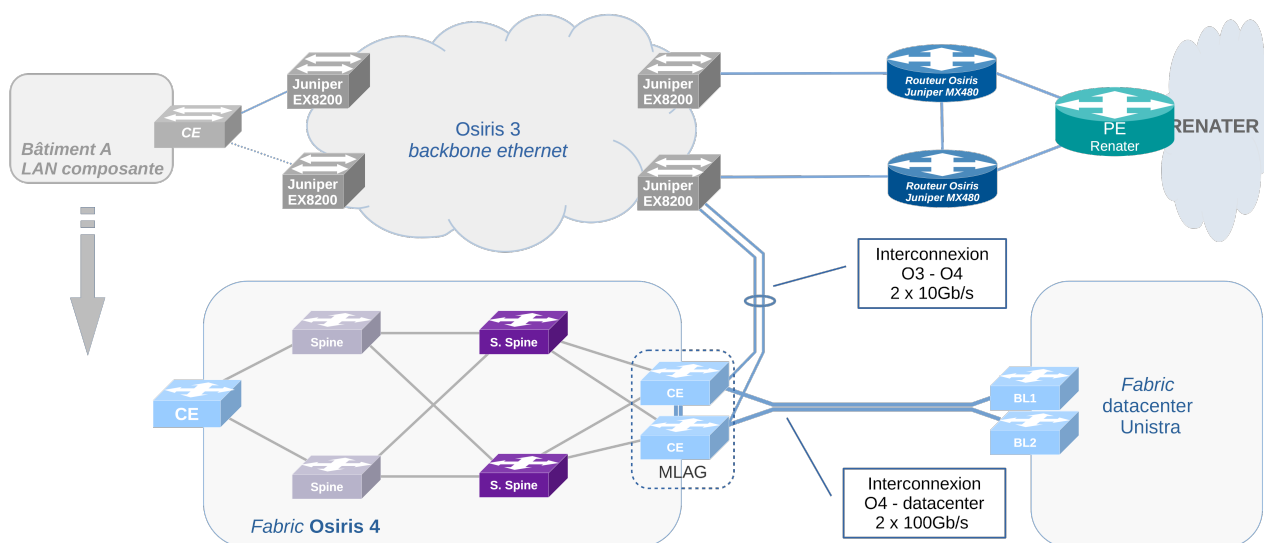 Juniper
EX8200
Juniper
EX8200
Routeur Osiris
Juniper MX480
CE
Bâtiment A
LAN composante
Osiris 3
backbone ethernet
PE
Renater
RENATER
Juniper
EX8200
Juniper
EX8200
Routeur Osiris
Juniper MX480
Interconnexion
O3 - O4
2 x 10Gb/s
Spine
S. Spine
CE
CE
BL1
Fabric
datacenter
Unistra
CE
BL2
MLAG
Spine
S. Spine
Interconnexion
O4 - datacenter
2 x 100Gb/s
Fabric Osiris 4